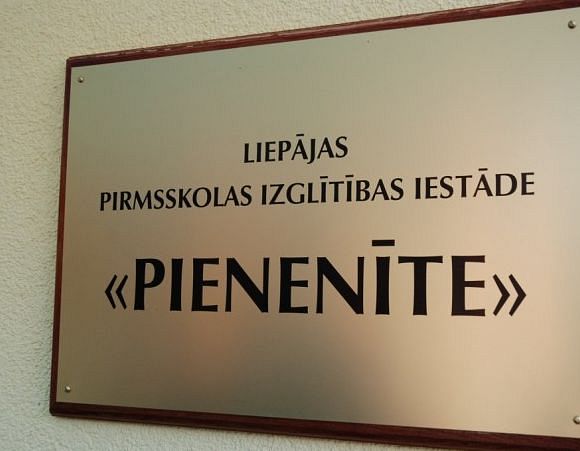 LIEPĀJAS
PIRMSSKOLAS IZGLĪTĪBAS IESTĀDE
«PIENENĪTE»